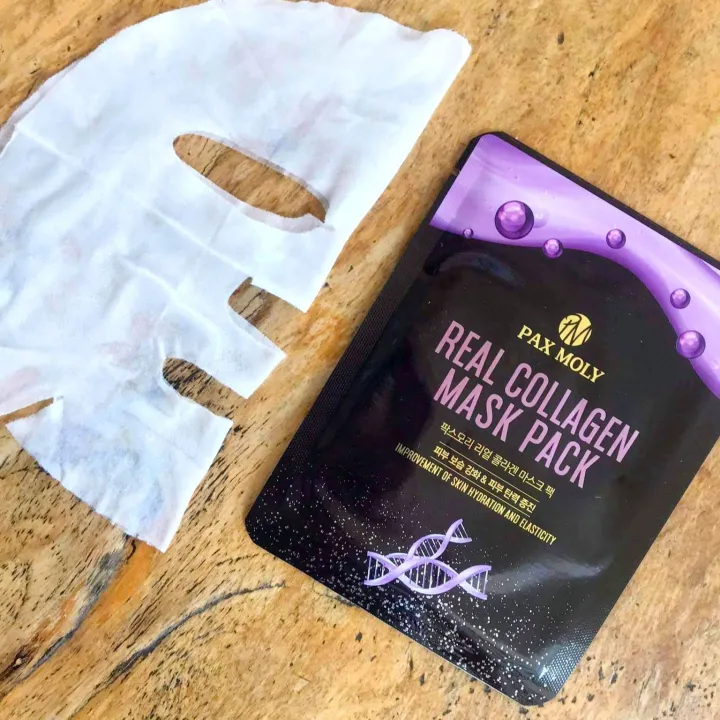 PAX MOLY
REAL COLLAGEN
MASK PACK
팍스모리 리얼 콜라겐 마스크 팩
피부 보습 강화 & 피부 탄력 증진
IMPROVEMENT OF SKIN HYDRATION AND ELASTICITY